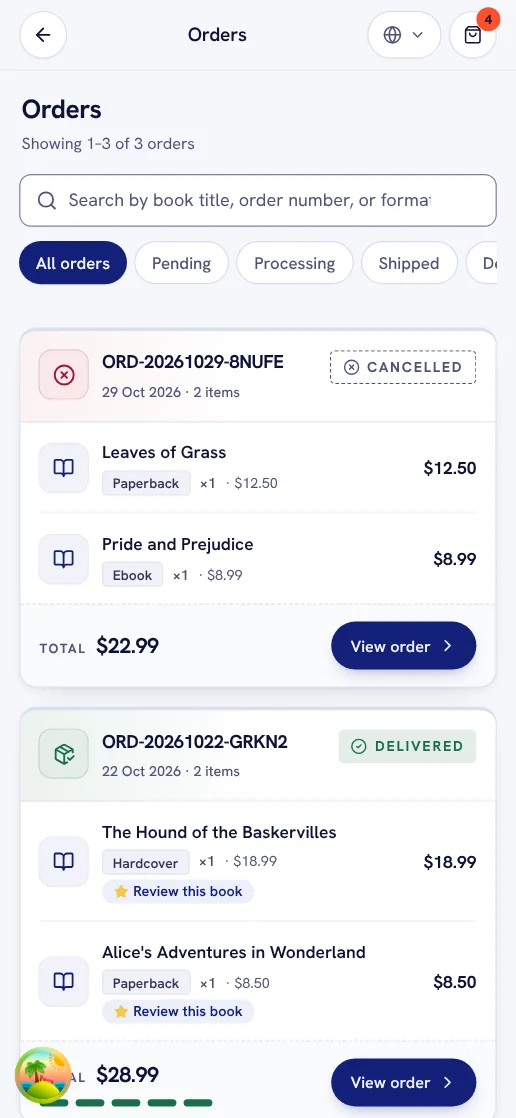 Orders
4
Orders
Showing 1–3 of 3 orders
Search by book title, order number, or format
All orders
Pending
Processing
Shipped
ORD-20261029-8NUFE
CANCELLED
29 Oct 2026 · 2 items
Leaves of Grass
$12.50
Paperback ×1 · $12.50
Pride and Prejudice
$8.99
Ebook ×1 · $8.99
TOTAL $22.99
View order
ORD-20261022-GRKN2
DELIVERED
22 Oct 2026 · 2 items
The Hound of the Baskervilles
Hardcover ×1 · $18.99
$18.99
Review this book
Alice's Adventures in Wonderland
Paperback ×1 · $8.50
$8.50
Review this book
$28.99
View order